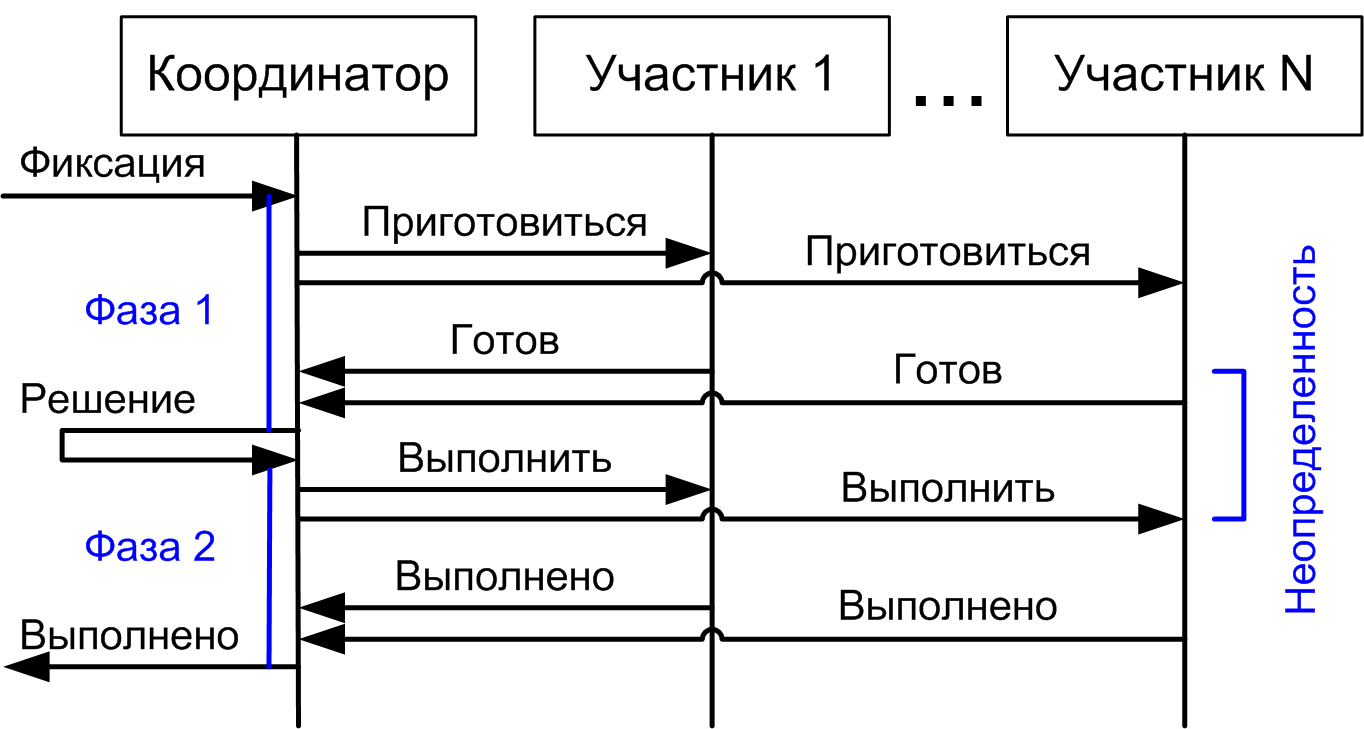 Координатор
Участник 1
...
Участник N
Фиксация
Приготовиться
Приготовиться
Фаза 1
Готов
Готов
Решение
Выполнить
Выполнить
Неопределенность
Фаза 2
Выполнено
Выполнено
Выполнено